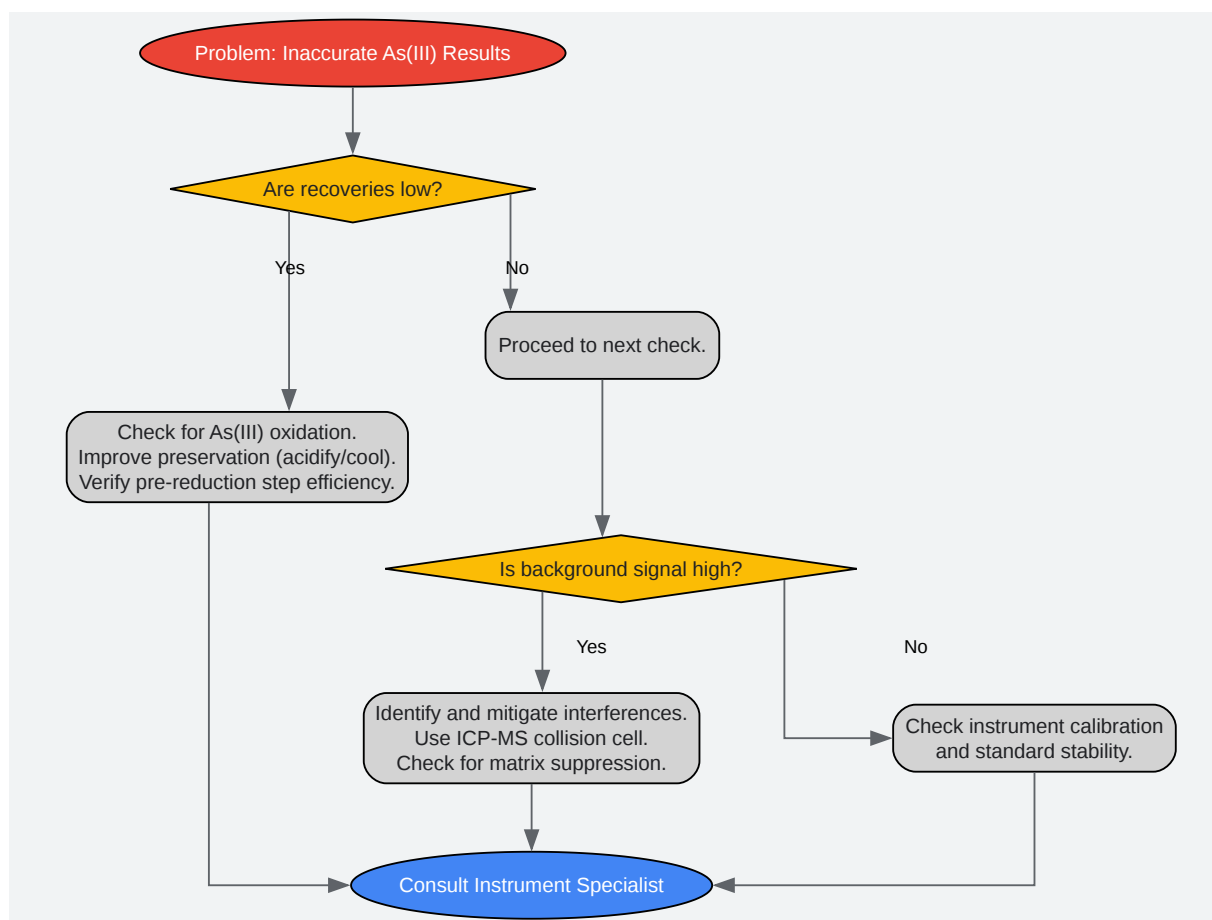 Problem: Inaccurate As(III) Results
Are recoveries low?
Yes
No
Proceed to next check.
Check for As(III) oxidation.
Improve preservation (acidify/cool).
Verify pre-reduction step efficiency.
Is background signal high?
Yes
No
Identify and mitigate interferences.
Use ICP-MS collision cell.
Check for matrix suppression.
Check instrument calibration
and standard stability.
Consult Instrument Specialist